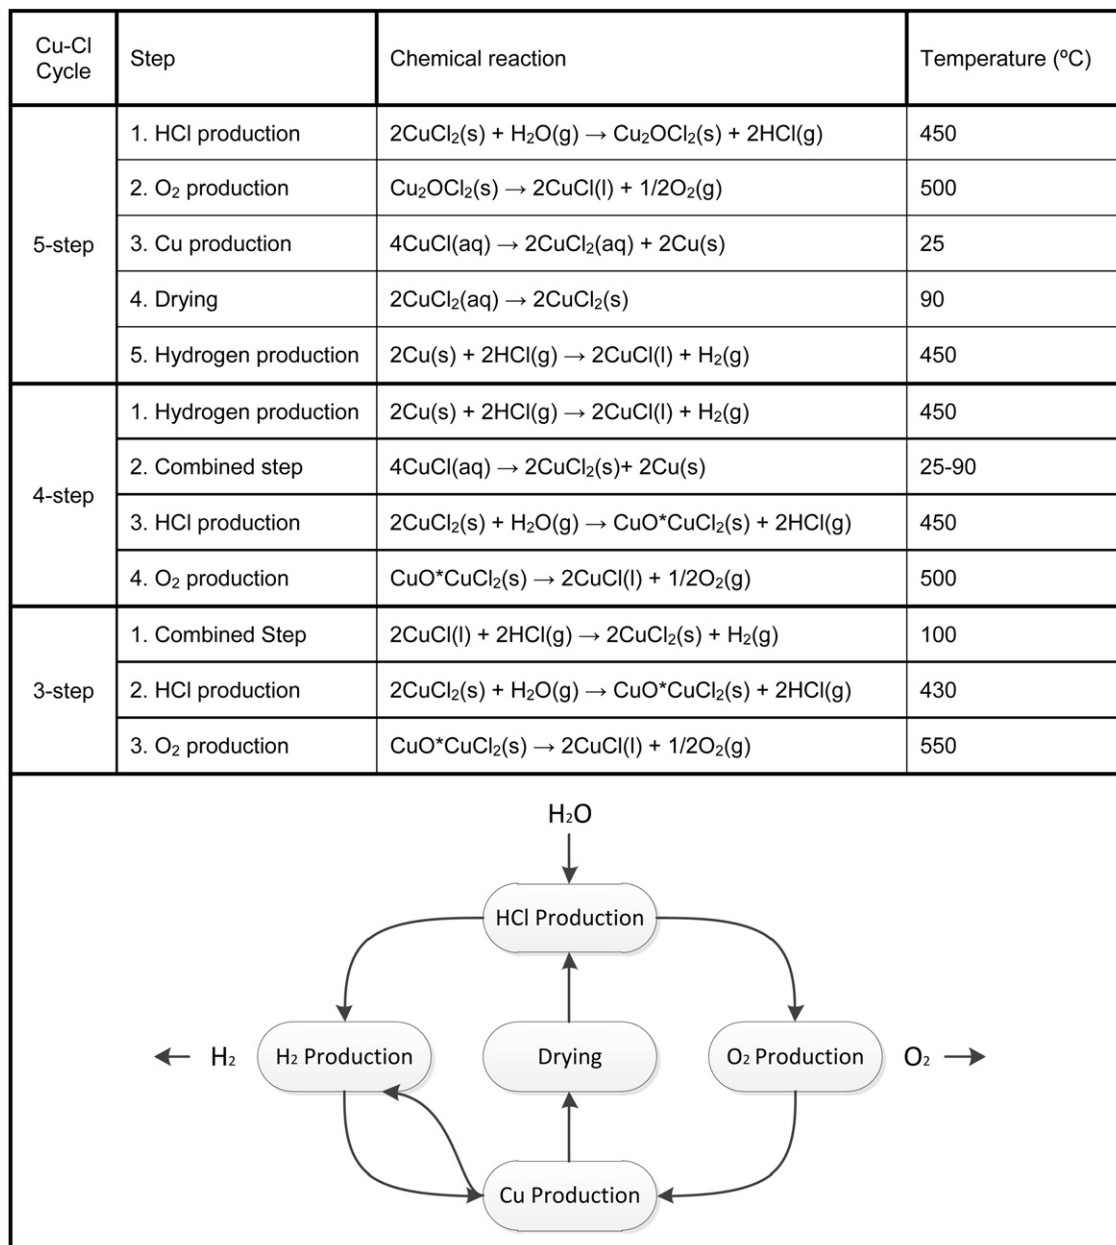 Cu-Cl Cycle | Step | Chemical reaction | Temperature (ºC)
5-step
1. HCl production | 2CuCl₂(s) + H₂O(g) → Cu₂OCl₂(s) + 2HCl(g) | 450
2. O₂ production | Cu₂OCl₂(s) → 2CuCl(l) + 1/2O₂(g) | 500
3. Cu production | 4CuCl(aq) → 2CuCl₂(aq) + 2Cu(s) | 25
4. Drying | 2CuCl₂(aq) → 2CuCl₂(s) | 90
5. Hydrogen production | 2Cu(s) + 2HCl(g) → 2CuCl(l) + H₂(g) | 450
4-step
1. Hydrogen production | 2Cu(s) + 2HCl(g) → 2CuCl(l) + H₂(g) | 450
2. Combined step | 4CuCl(aq) → 2CuCl₂(s)+ 2Cu(s) | 25-90
3. HCl production | 2CuCl₂(s) + H₂O(g) → CuO*CuCl₂(s) + 2HCl(g) | 450
4. O₂ production | CuO*CuCl₂(s) → 2CuCl(l) + 1/2O₂(g) | 500
3-step
1. Combined Step | 2CuCl(l) + 2HCl(g) → 2CuCl₂(s) + H₂(g) | 100
2. HCl production | 2CuCl₂(s) + H₂O(g) → CuO*CuCl₂(s) + 2HCl(g) | 430
3. O₂ production | CuO*CuCl₂(s) → 2CuCl(l) + 1/2O₂(g) | 550
H₂O
HCl Production
H₂
H₂ Production
Drying
O₂ Production
O₂
Cu Production